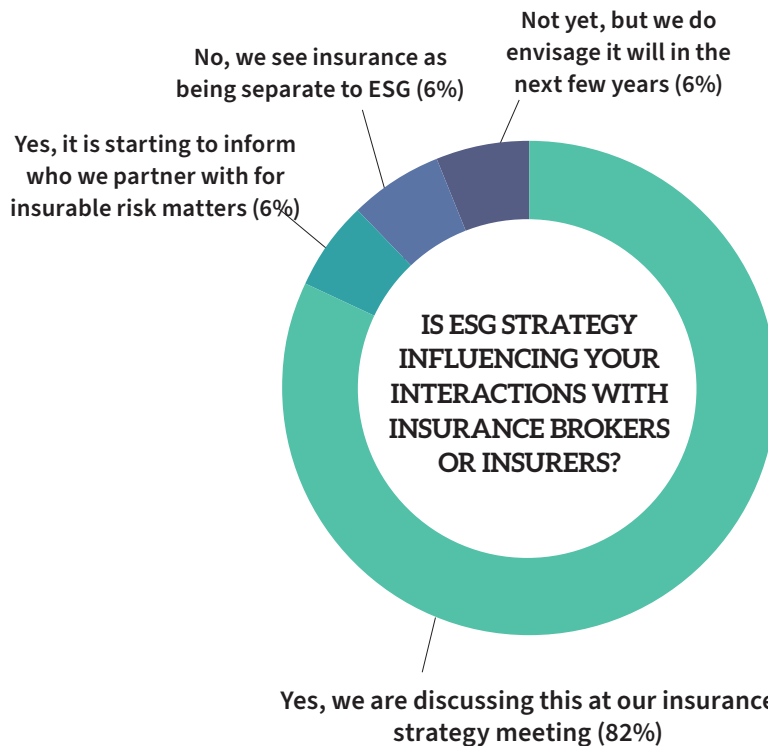 Not yet, but we do
envisage it will in the
next few years (6%)
No, we see insurance as
being separate to ESG (6%)
Yes, it is starting to inform
who we partner with for
insurable risk matters (6%)
IS ESG STRATEGY
INFLUENCING YOUR
INTERACTIONS WITH
INSURANCE BROKERS
OR INSURERS?
Yes, we are discussing this at our insurance
strategy meeting (82%)